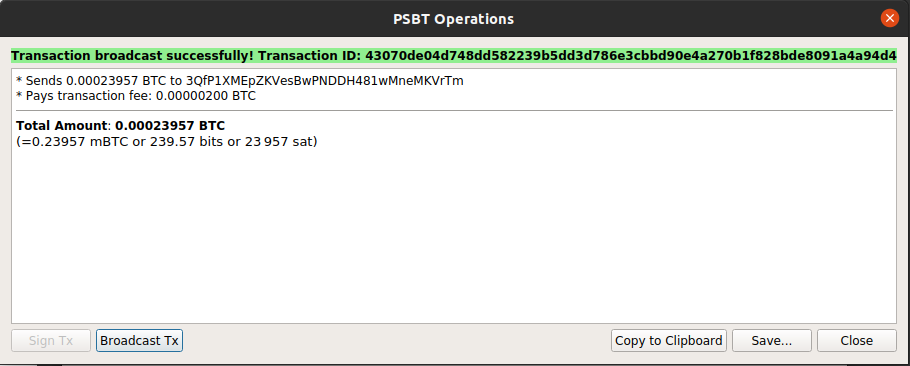 PSBT Operations
Transaction broadcast successfully! Transaction ID: 43070de04d748dd582239b5dd3d786e3cbbd90e4a270b1f828bde8091a4a94d4
* Sends 0.00023957 BTC to 3QfP1XMEpZKVesBwPNDDH481wMneMKVrTm
* Pays transaction fee: 0.00000200 BTC
Total Amount: 0.00023957 BTC
(=0.23957 mBTC or 239.57 bits or 23 957 sat)
Sign Tx
Broadcast Tx
Copy to Clipboard
Save...
Close